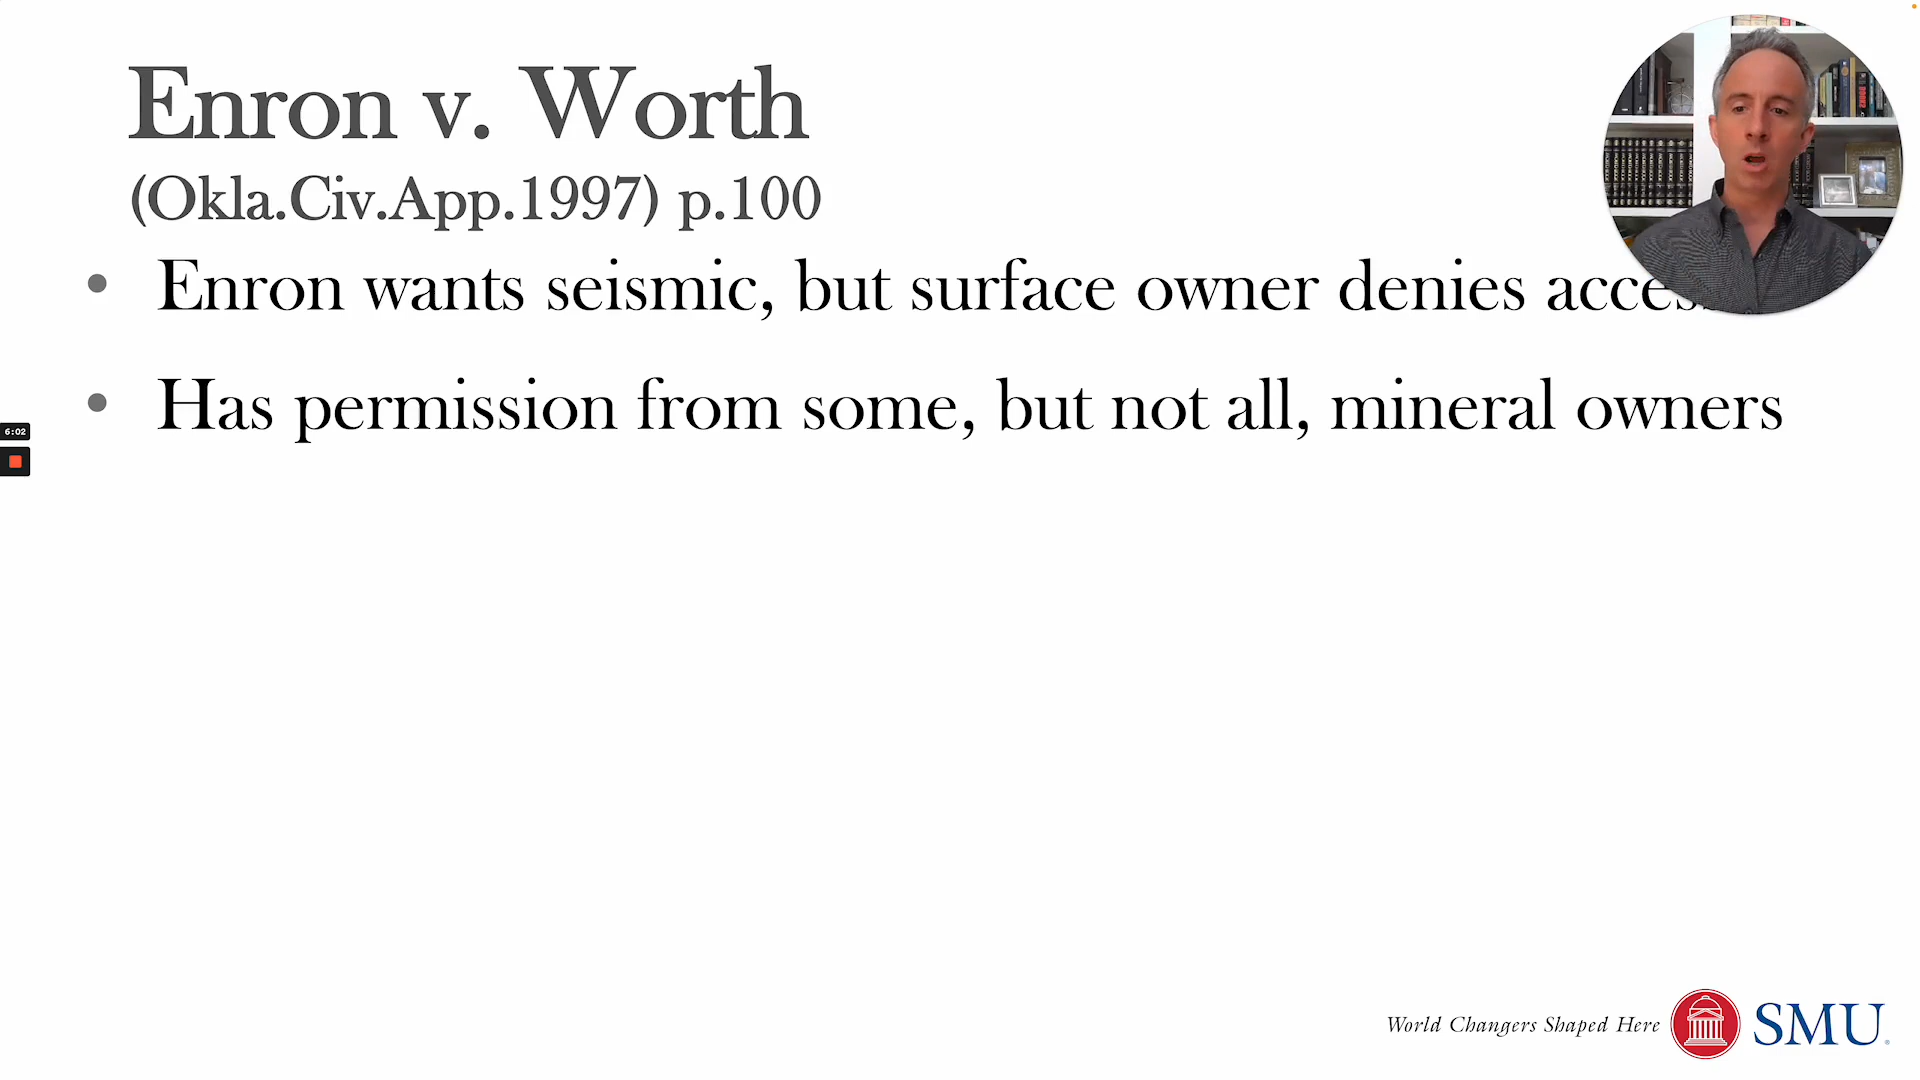 Enron v. Worth
(Okla.Civ.App.1997) p.100
• Enron wants seismic, but surface owner denies
• Has permission from some, but not all, mineral owners
6:02
World Changers Shaped Here
SMU